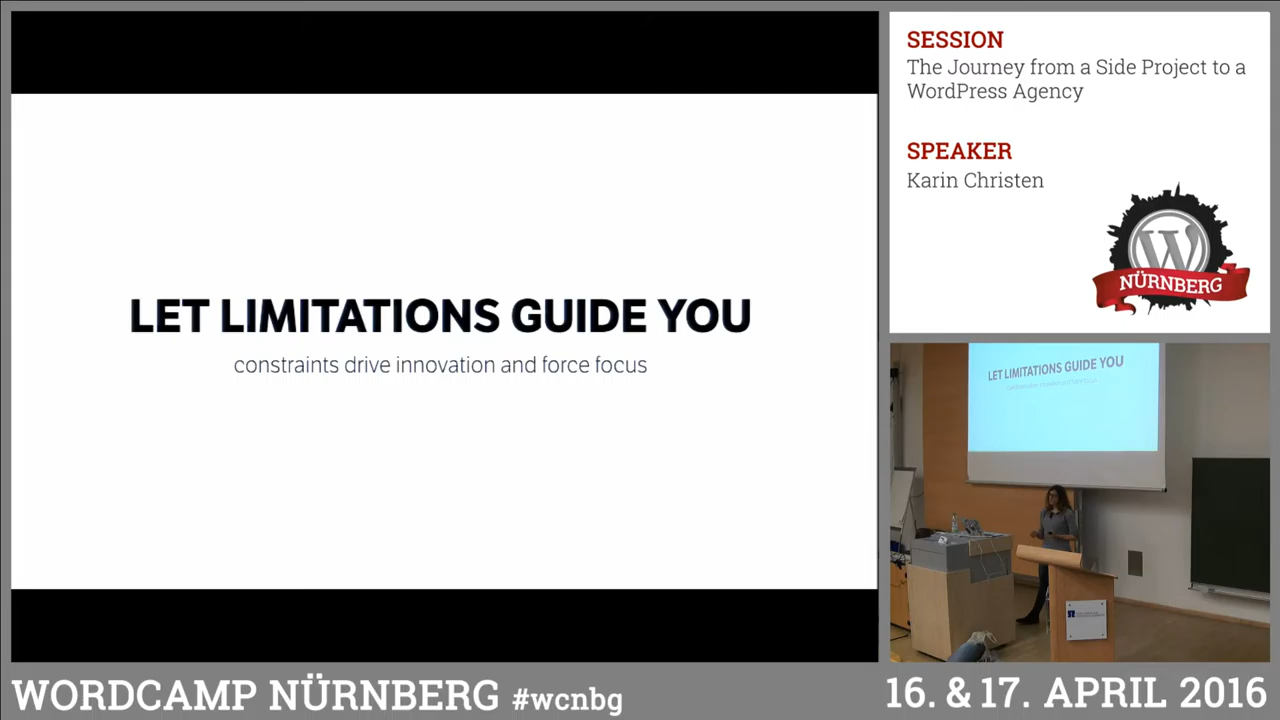 LET LIMITATIONS GUIDE YOU
constraints drive innovation and force focus
SESSION
The Journey from a Side Project to a
WordPress Agency
SPEAKER
Karin Christen
W
NÜRNBERG
LET LIMITATIONS GUIDE YOU
WORDCAMP NÜRNBERG #wcnbg
16. & 17. APRIL 2016